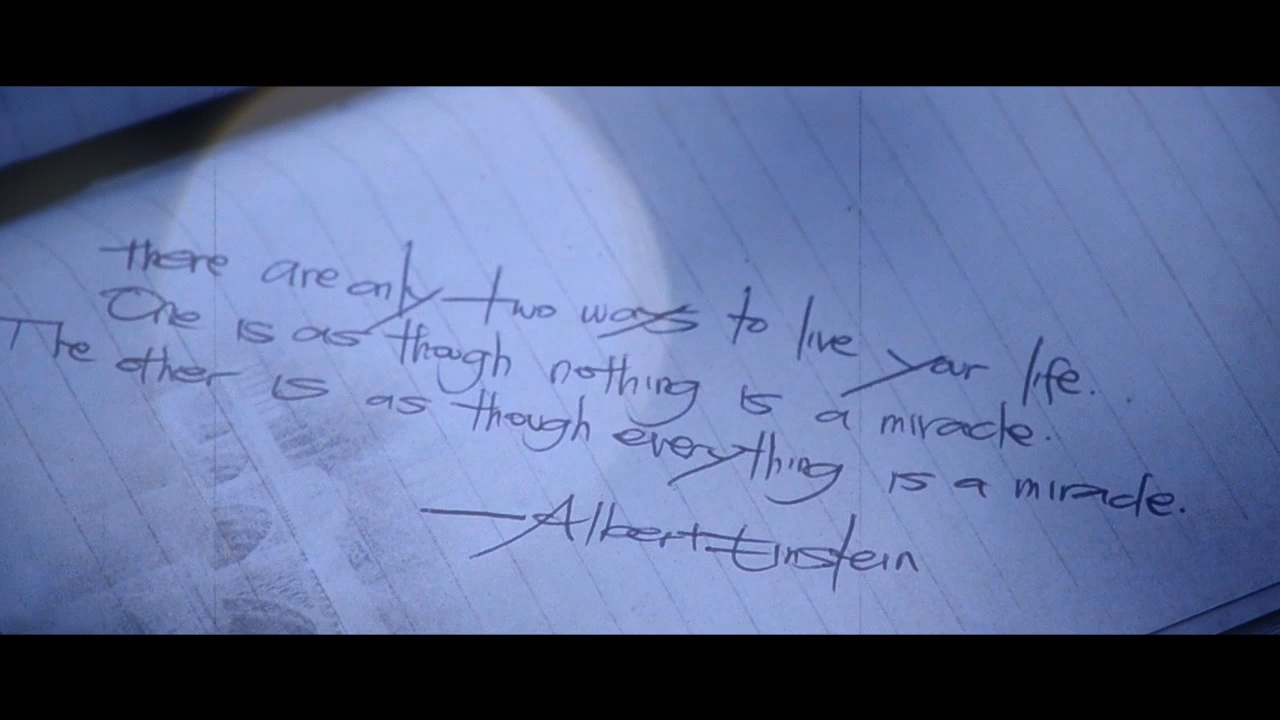 There are only two ways to live your life.
One is as though nothing is a miracle.
The other is as though everything is a miracle.
—Albert Einstein